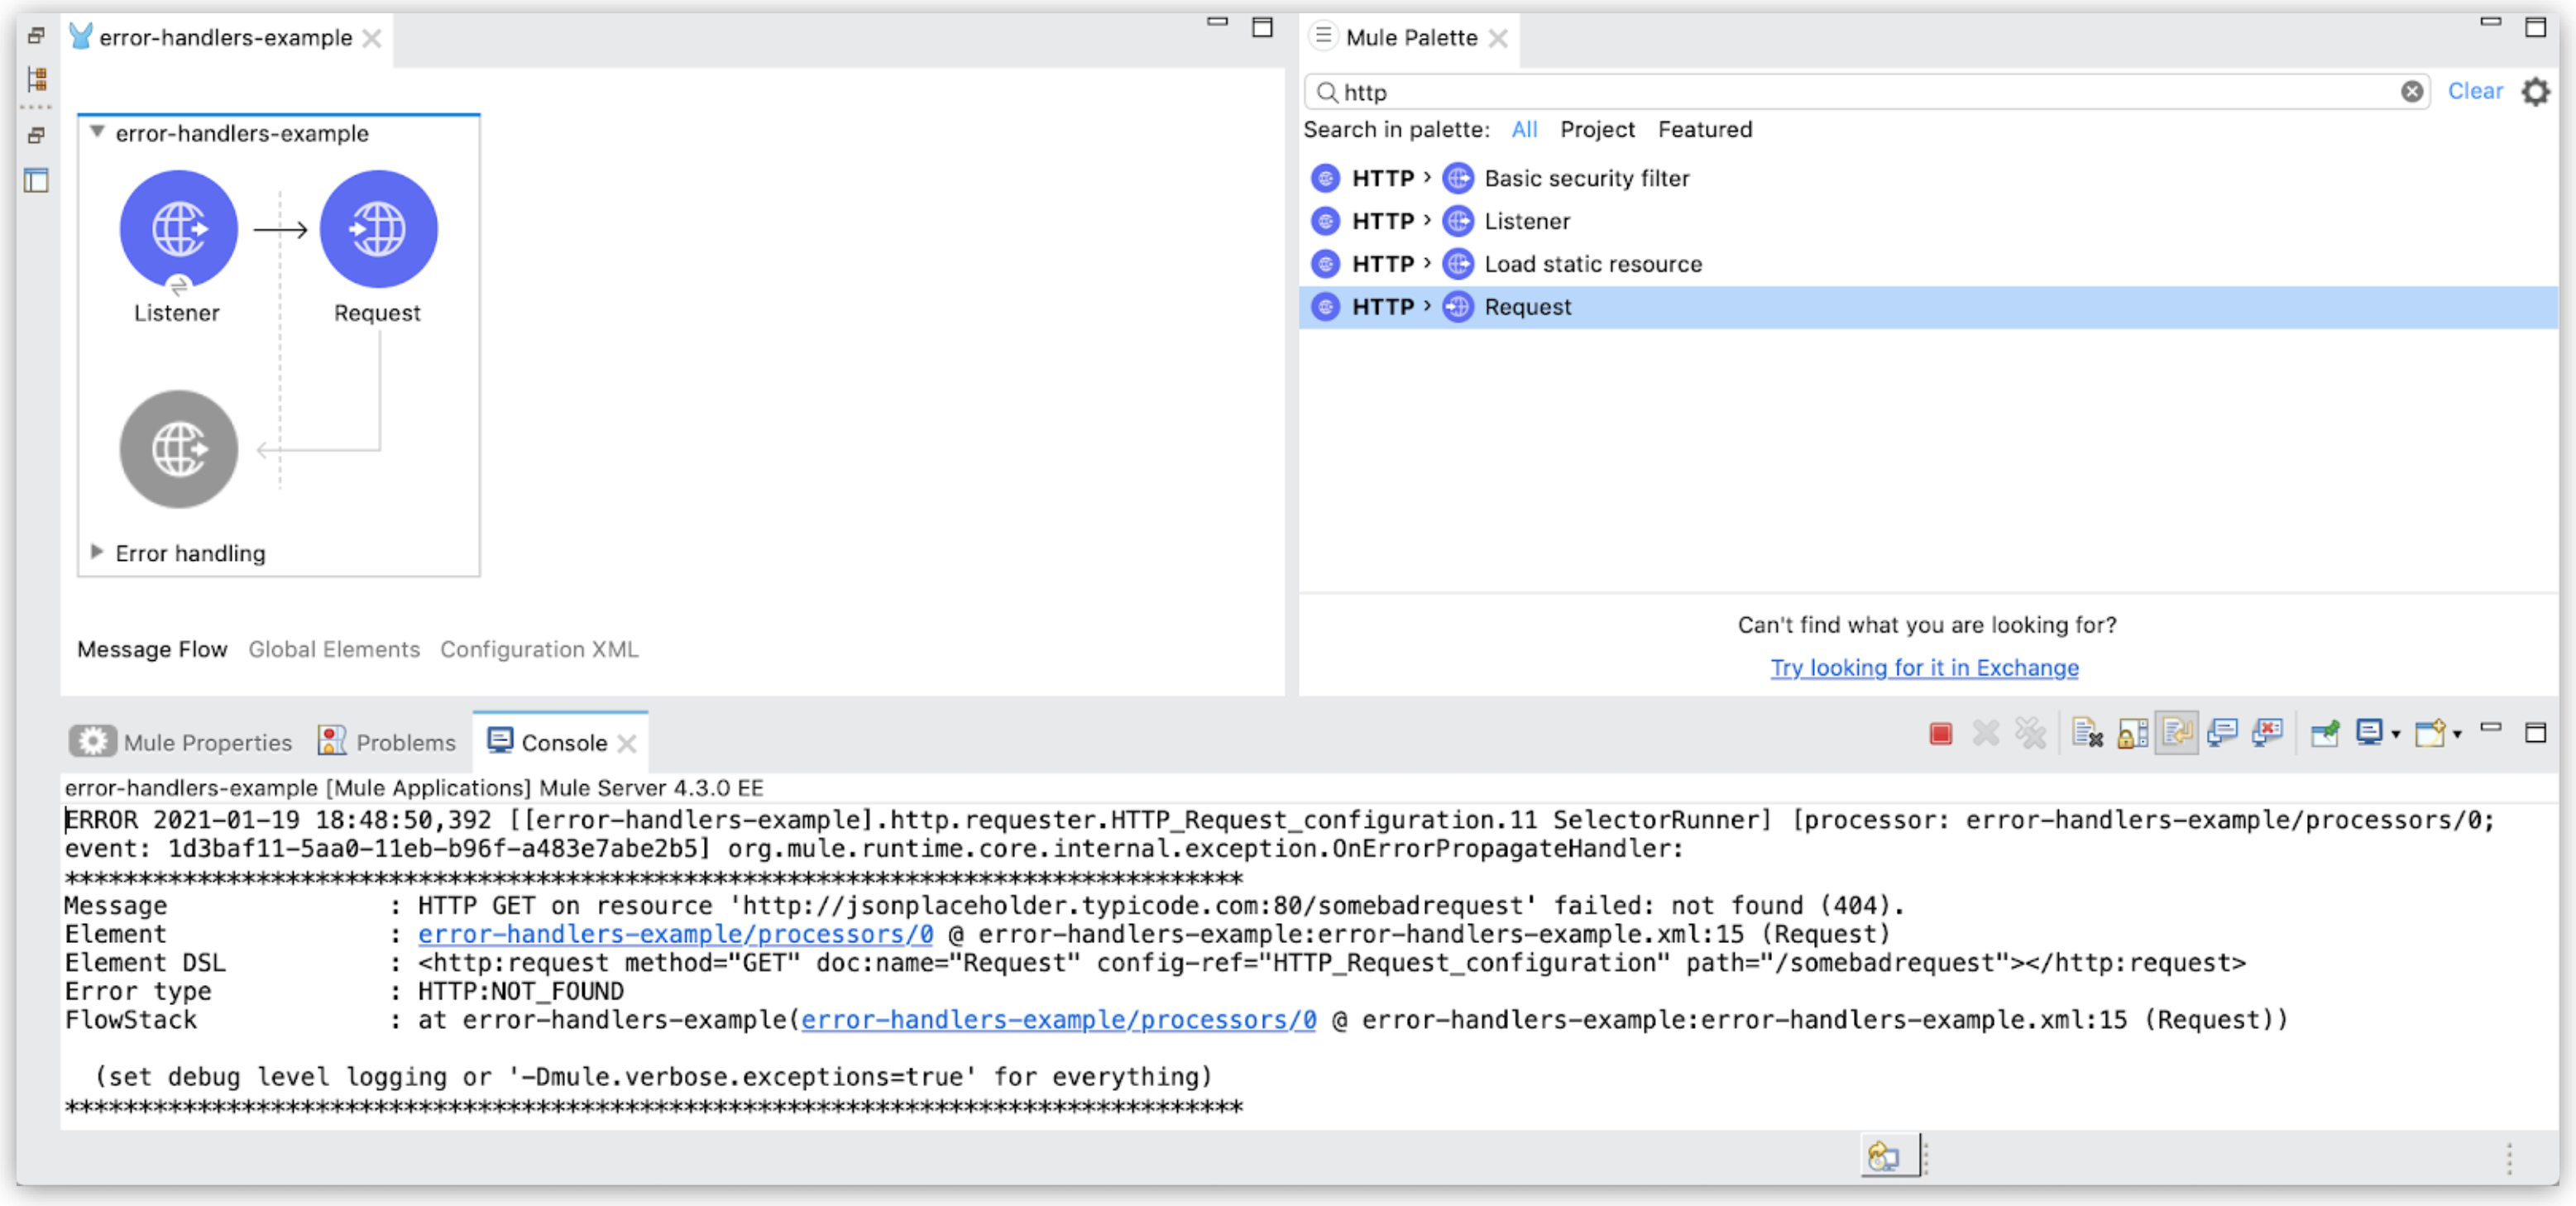 error-handlers-example
error-handlers-example
Listener
Request
Error handling
Message Flow Global Elements Configuration XML
Mule Palette
http
Clear
Search in palette: All Project Featured
HTTP > Basic security filter
HTTP > Listener
HTTP > Load static resource
HTTP > Request
Can't find what you are looking for?
Try looking for it in Exchange
Mule Properties Problems Console
error-handlers-example [Mule Applications] Mule Server 4.3.0 EE
ERROR 2021-01-19 18:48:50,392 [[error-handlers-example].http.requester.HTTP_Request_configuration.11 SelectorRunner] [processor: error-handlers-example/processors/0;
event: 1d3baf11-5aa0-11eb-b96f-a483e7abe2b5] org.mule.runtime.core.internal.exception.OnErrorPropagateHandler:
********************************************************************************
Message : HTTP GET on resource 'http://jsonplaceholder.typicode.com:80/somebadrequest' failed: not found (404).
Element : error-handlers-example/processors/0 @ error-handlers-example:error-handlers-example.xml:15 (Request)
Element DSL : <http:request method="GET" doc:name="Request" config-ref="HTTP_Request_configuration" path="/somebadrequest"></http:request>
Error type : HTTP:NOT_FOUND
FlowStack : at error-handlers-example(error-handlers-example/processors/0 @ error-handlers-example:error-handlers-example.xml:15 (Request))
(set debug level logging or '-Dmule.verbose.exceptions=true' for everything)
********************************************************************************